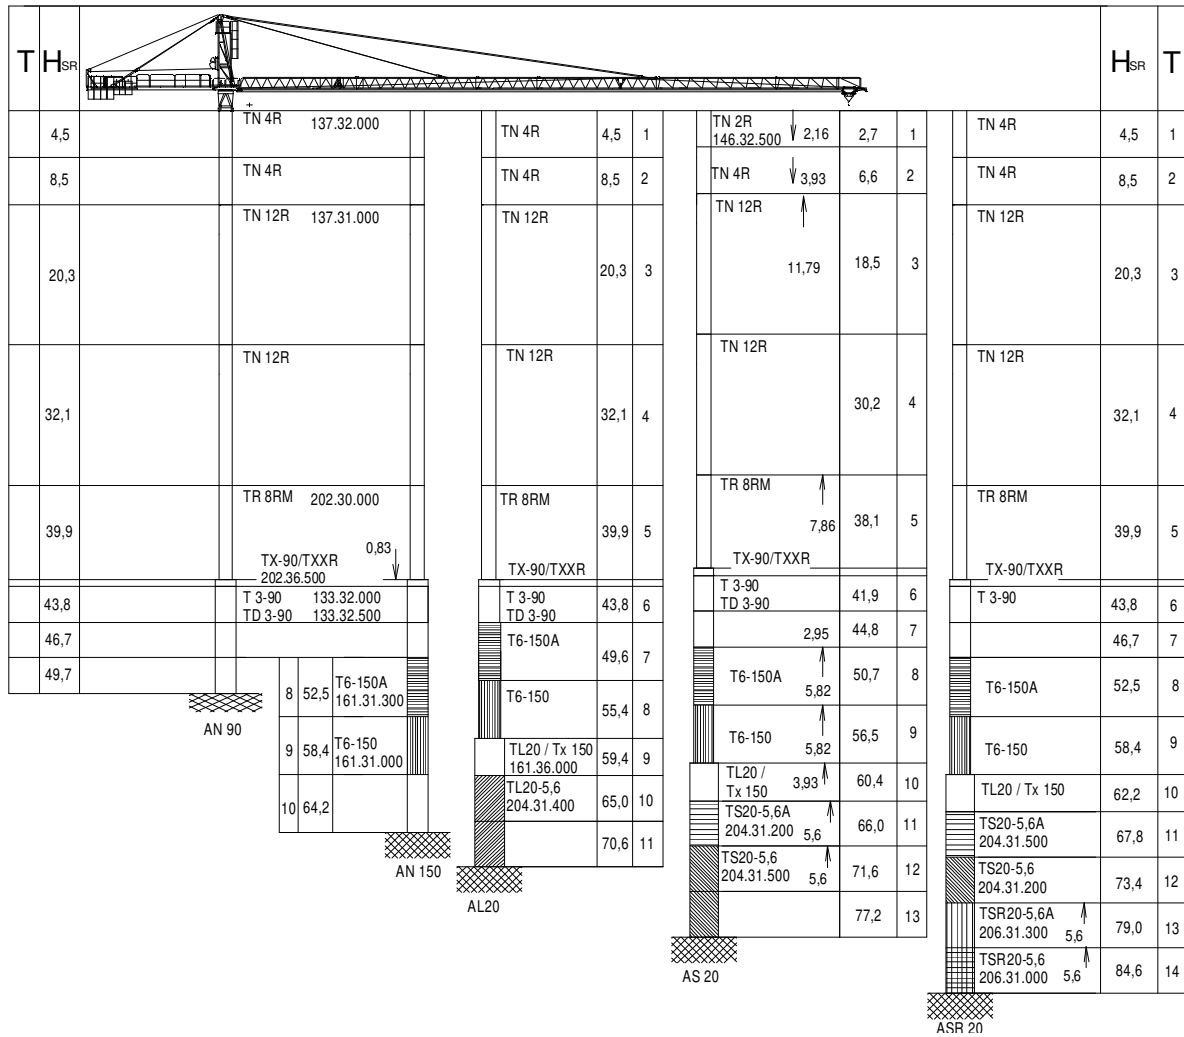 T HSR
HSR T
4,5
TN 4R 137.32.000
8,5
TN 4R
20,3
TN 12R 137.31.000
32,1
TN 12R
39,9
TR 8RM 202.30.000
0,83
TX-90/TXXR
202.36.500
43,8
T 3-90 133.32.000
TD 3-90 133.32.500
46,7
49,7
AN 90
8 52,5 T6-150A
161.31.300
9 58,4 T6-150
161.31.000
10 64,2
AN 150
TN 4R 4,5 1
TN 4R 8,5 2
TN 12R
20,3 3
TN 12R
32,1 4
TR 8RM
39,9 5
TX-90/TXXR
T 3-90
TD 3-90
43,8 6
T6-150A
49,6 7
T6-150
55,4 8
TL20 / Tx 150
161.36.000
59,4 9
TL20-5,6
204.31.400
65,0 10
70,6 11
AL20
TN 2R
146.32.500 2,16 2,7 1
TN 4R 3,93 6,6 2
TN 12R
11,79 18,5 3
TN 12R
30,2 4
TR 8RM
7,86 38,1 5
TX-90/TXXR
T 3-90
TD 3-90
41,9 6
2,95 44,8 7
T6-150A
5,82 50,7 8
T6-150
5,82 56,5 9
TL20 /
Tx 150 3,93 60,4 10
TS20-5,6A
204.31.200 5,6 66,0 11
TS20-5,6
204.31.500 5,6 71,6 12
77,2 13
AS 20
TN 4R 4,5 1
TN 4R 8,5 2
TN 12R
20,3 3
TN 12R
32,1 4
TR 8RM
39,9 5
TX-90/TXXR
T 3-90 43,8 6
46,7 7
T6-150A 52,5 8
T6-150 58,4 9
TL20 / Tx 150 62,2 10
TS20-5,6A
204.31.500 67,8 11
TS20-5,6
204.31.200 73,4 12
TSR20-5,6A
206.31.300 5,6 79,0 13
TSR20-5,6
206.31.000 5,6 84,6 14
ASR 20